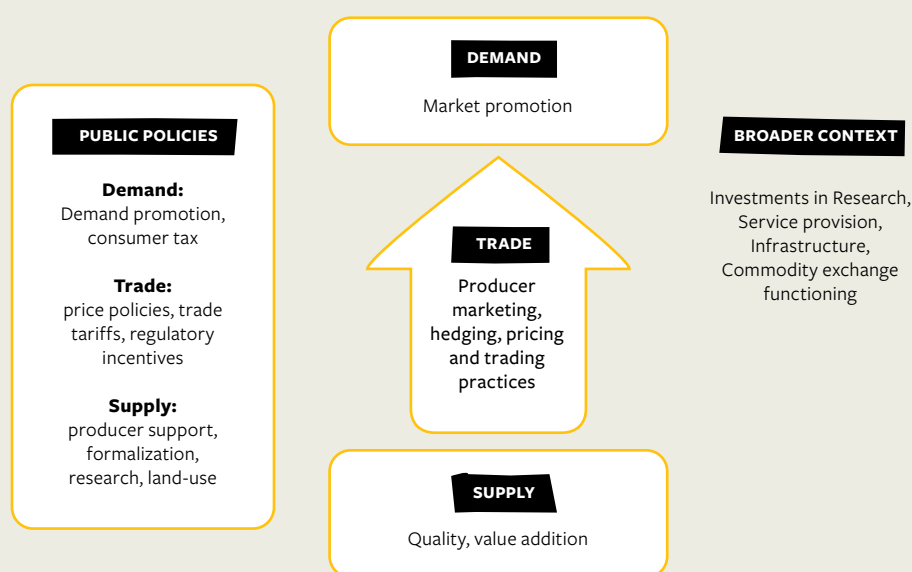 PUBLIC POLICIES
Demand:
Demand promotion,
consumer tax
Trade:
price policies, trade
tariffs, regulatory
incentives
Supply:
producer support,
formalization,
research, land-use
DEMAND
Market promotion
TRADE
Producer
marketing,
hedging, pricing
and trading
practices
SUPPLY
Quality, value addition
BROADER CONTEXT
Investments in Research,
Service provision,
Infrastructure,
Commodity exchange
functioning